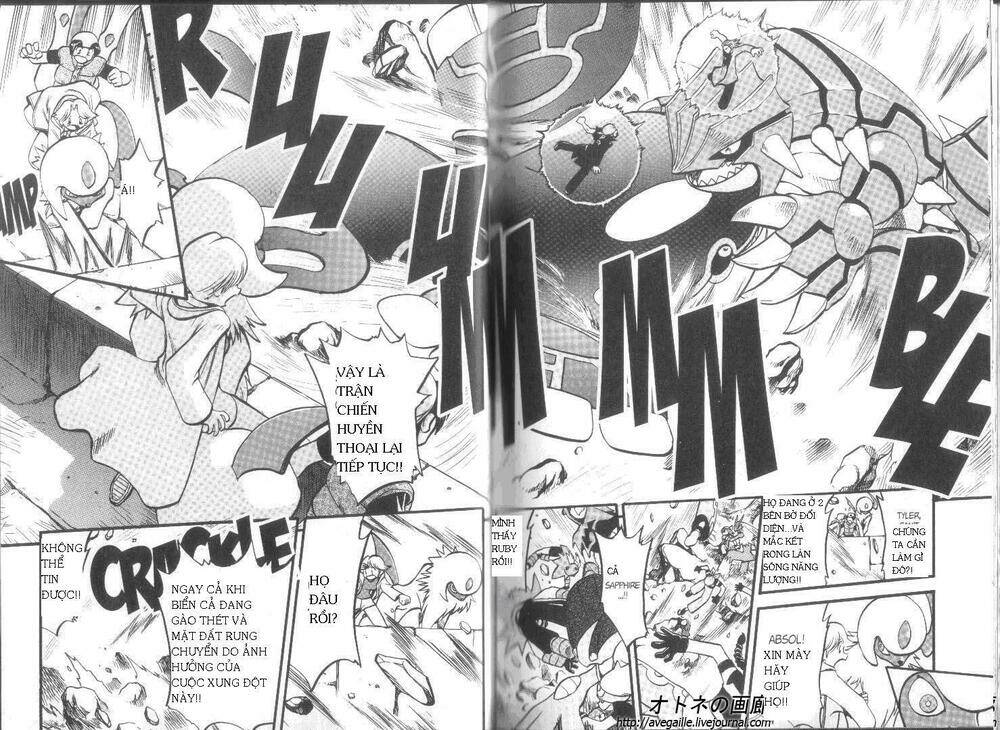 RUUUMMMMBLE
UMP
Ã!!
VẬY LÀ
TRẬN
CHIẾN
HUYỀN
THOẠI LẠI
TIẾP TỤC!!
KHÔNG
THỂ
TIN
ĐƯỢC!!
CRACKLE
NGAY CẢ KHI
BIỂN CẢ ĐANG
GÀO THÉT VÀ
MẶT ĐẤT RUNG
CHUYỂN DO ẢNH
HƯỞNG CỦA
CUỘC XUNG ĐỘT
NÀY!!
HỌ
ĐÂU
RỒI?
MÌNH
THẤY
RUBY
RỒI!!
CẢ
SAPPHIRE
...!!
HỌ ĐANG Ở 2
BÊN BỜ ĐỐI
DIỆN...VÀ
MẮC KẸT
RONG LÀN
SÓNG NĂNG
LƯỢNG!!
TYLER,
CHÚNG
TA CẦN
LÀM GÌ
ĐÓ?
ABSOL!
XIN MÀY
HÃY
GIÚP
HỌ!!
オトネの画廊
http://avegaille.livejournal.com/